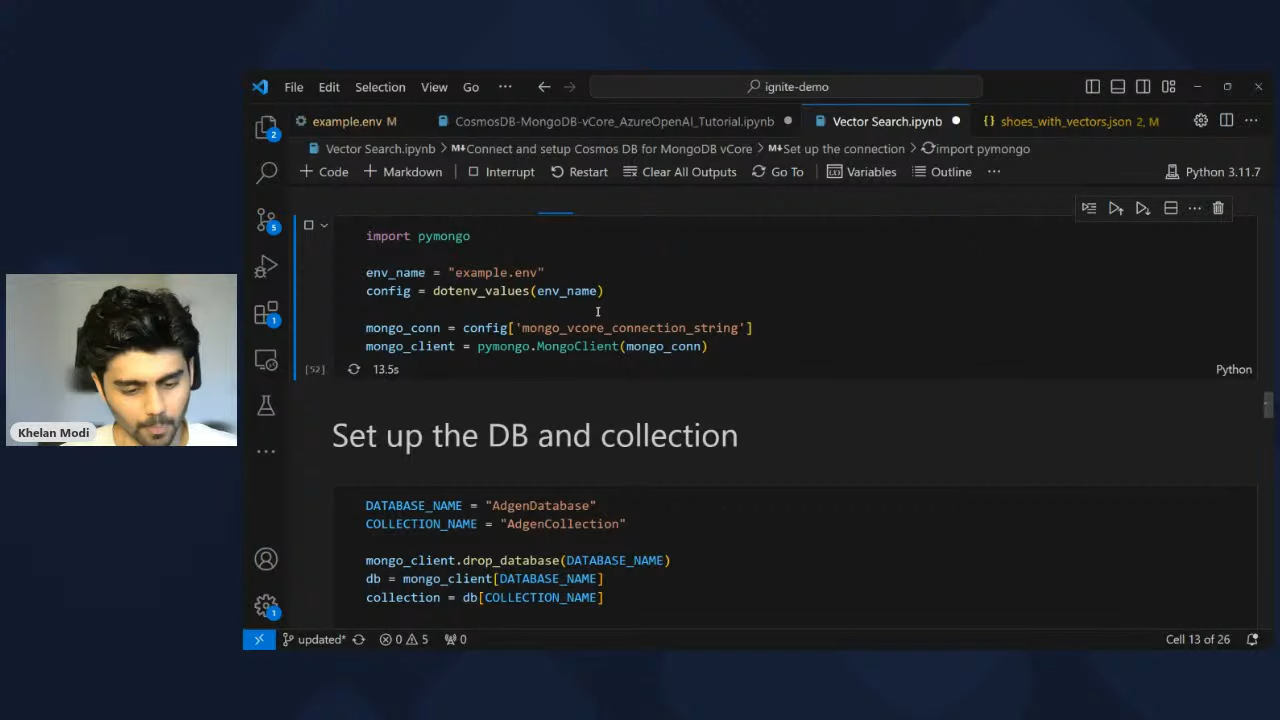 File Edit Selection View Go ··· ignite-demo
example.env M CosmosDB-MongoDB-vCore_AzureOpenAI_Tutorial.ipynb Vector Search.ipynb shoes_with_vectors.json 2, M
Vector Search.ipynb > M↓Connect and setup Cosmos DB for MongoDB vCore > M↓Set up the connection > import pymongo
+ Code + Markdown Interrupt Restart Clear All Outputs Go To Variables Outline ··· Python 3.11.7
2
5
1
1
import pymongo
env_name = "example.env"
config = dotenv_values(env_name)
mongo_conn = config['mongo_vcore_connection_string']
mongo_client = pymongo.MongoClient(mongo_conn)
[52] 13.5s Python
Khelan Modi
Set up the DB and collection
DATABASE_NAME = "AdgenDatabase"
COLLECTION_NAME = "AdgenCollection"
mongo_client.drop_database(DATABASE_NAME)
db = mongo_client[DATABASE_NAME]
collection = db[COLLECTION_NAME]
updated* 0 5 0 Cell 13 of 26